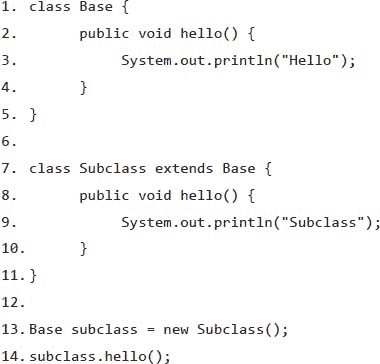 1. class Base {
2.       public void hello() {
3.             System.out.println("Hello");
4.       }
5. }
6.
7. class Subclass extends Base {
8.       public void hello() {
9.             System.out.println("Subclass");
10.      }
11. }
12.
13. Base subclass = new Subclass();
14. subclass.hello();